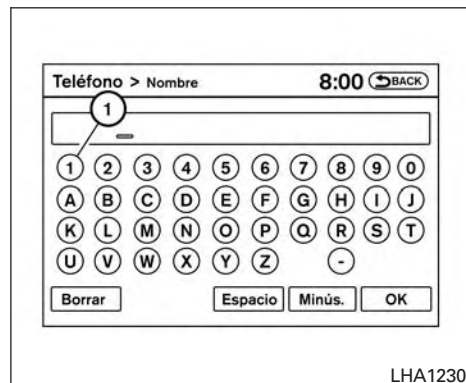 Teléfono > Nombre 8:00 BACK
1
1 2 3 4 5 6 7 8 9 0
A B C D E F G H I J
K L M N O P Q R S T
U V W X Y Z -
Borrar Espacio Minús. OK
LHA1230